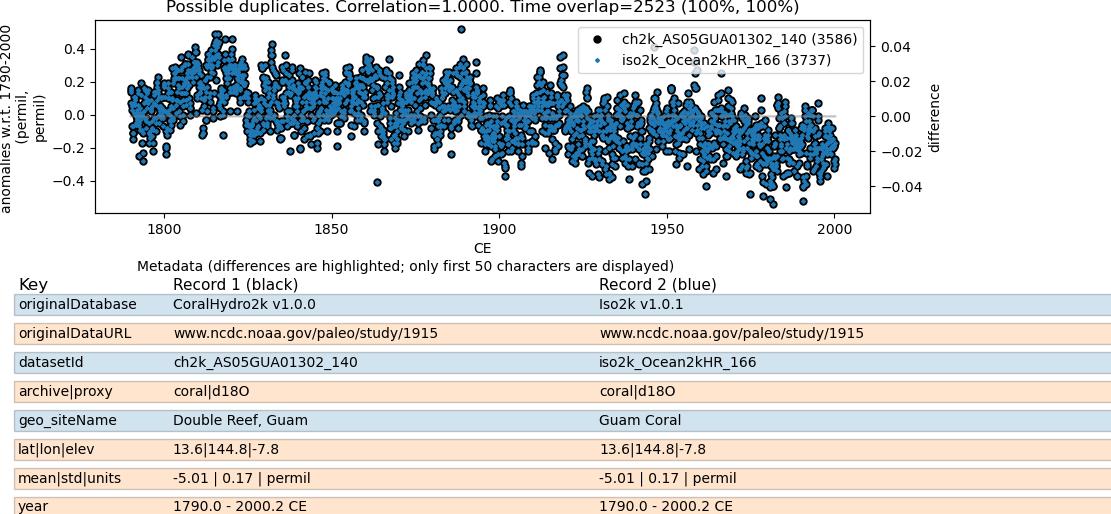 Possible duplicates. Correlation=1.0000. Time overlap=2523 (100%, 100%)
anomalies w.r.t. 1790-2000
(permil,
permil)
0.4
0.2
0.0
−0.2
−0.4
ch2k_AS05GUA01302_140 (3586)
iso2k_Ocean2kHR_166 (3737)
0.04
0.02
0.00
−0.02
−0.04
difference
1800 1850 1900 1950 2000
CE
Metadata (differences are highlighted; only first 50 characters are displayed)
Key Record 1 (black) Record 2 (blue)
originalDatabase CoralHydro2k v1.0.0 Iso2k v1.0.1
originalDataURL www.ncdc.noaa.gov/paleo/study/1915 www.ncdc.noaa.gov/paleo/study/1915
datasetId ch2k_AS05GUA01302_140 iso2k_Ocean2kHR_166
archive|proxy coral|d18O coral|d18O
geo_siteName Double Reef, Guam Guam Coral
lat|lon|elev 13.6|144.8|-7.8 13.6|144.8|-7.8
mean|std|units -5.01 | 0.17 | permil -5.01 | 0.17 | permil
year 1790.0 - 2000.2 CE 1790.0 - 2000.2 CE